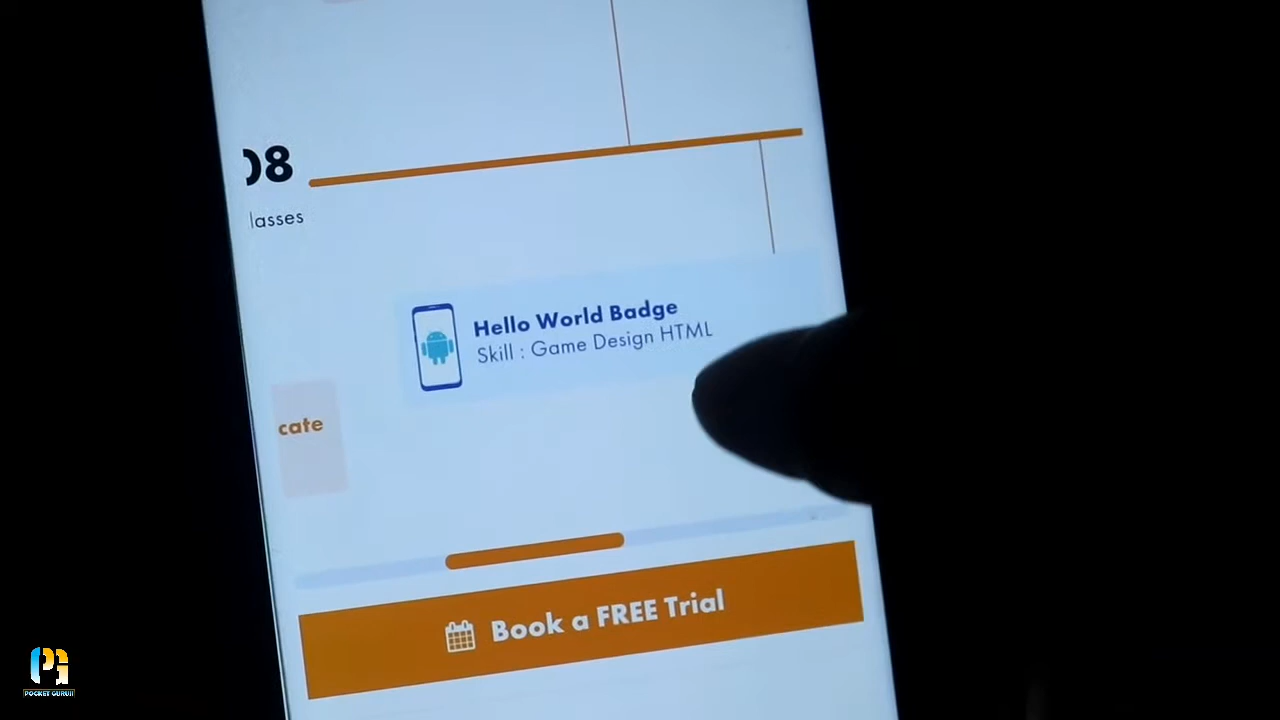 08
lasses
Hello World Badge
Skill : Game Design HTML
cate
Book a FREE Trial
POCKET GURUJI